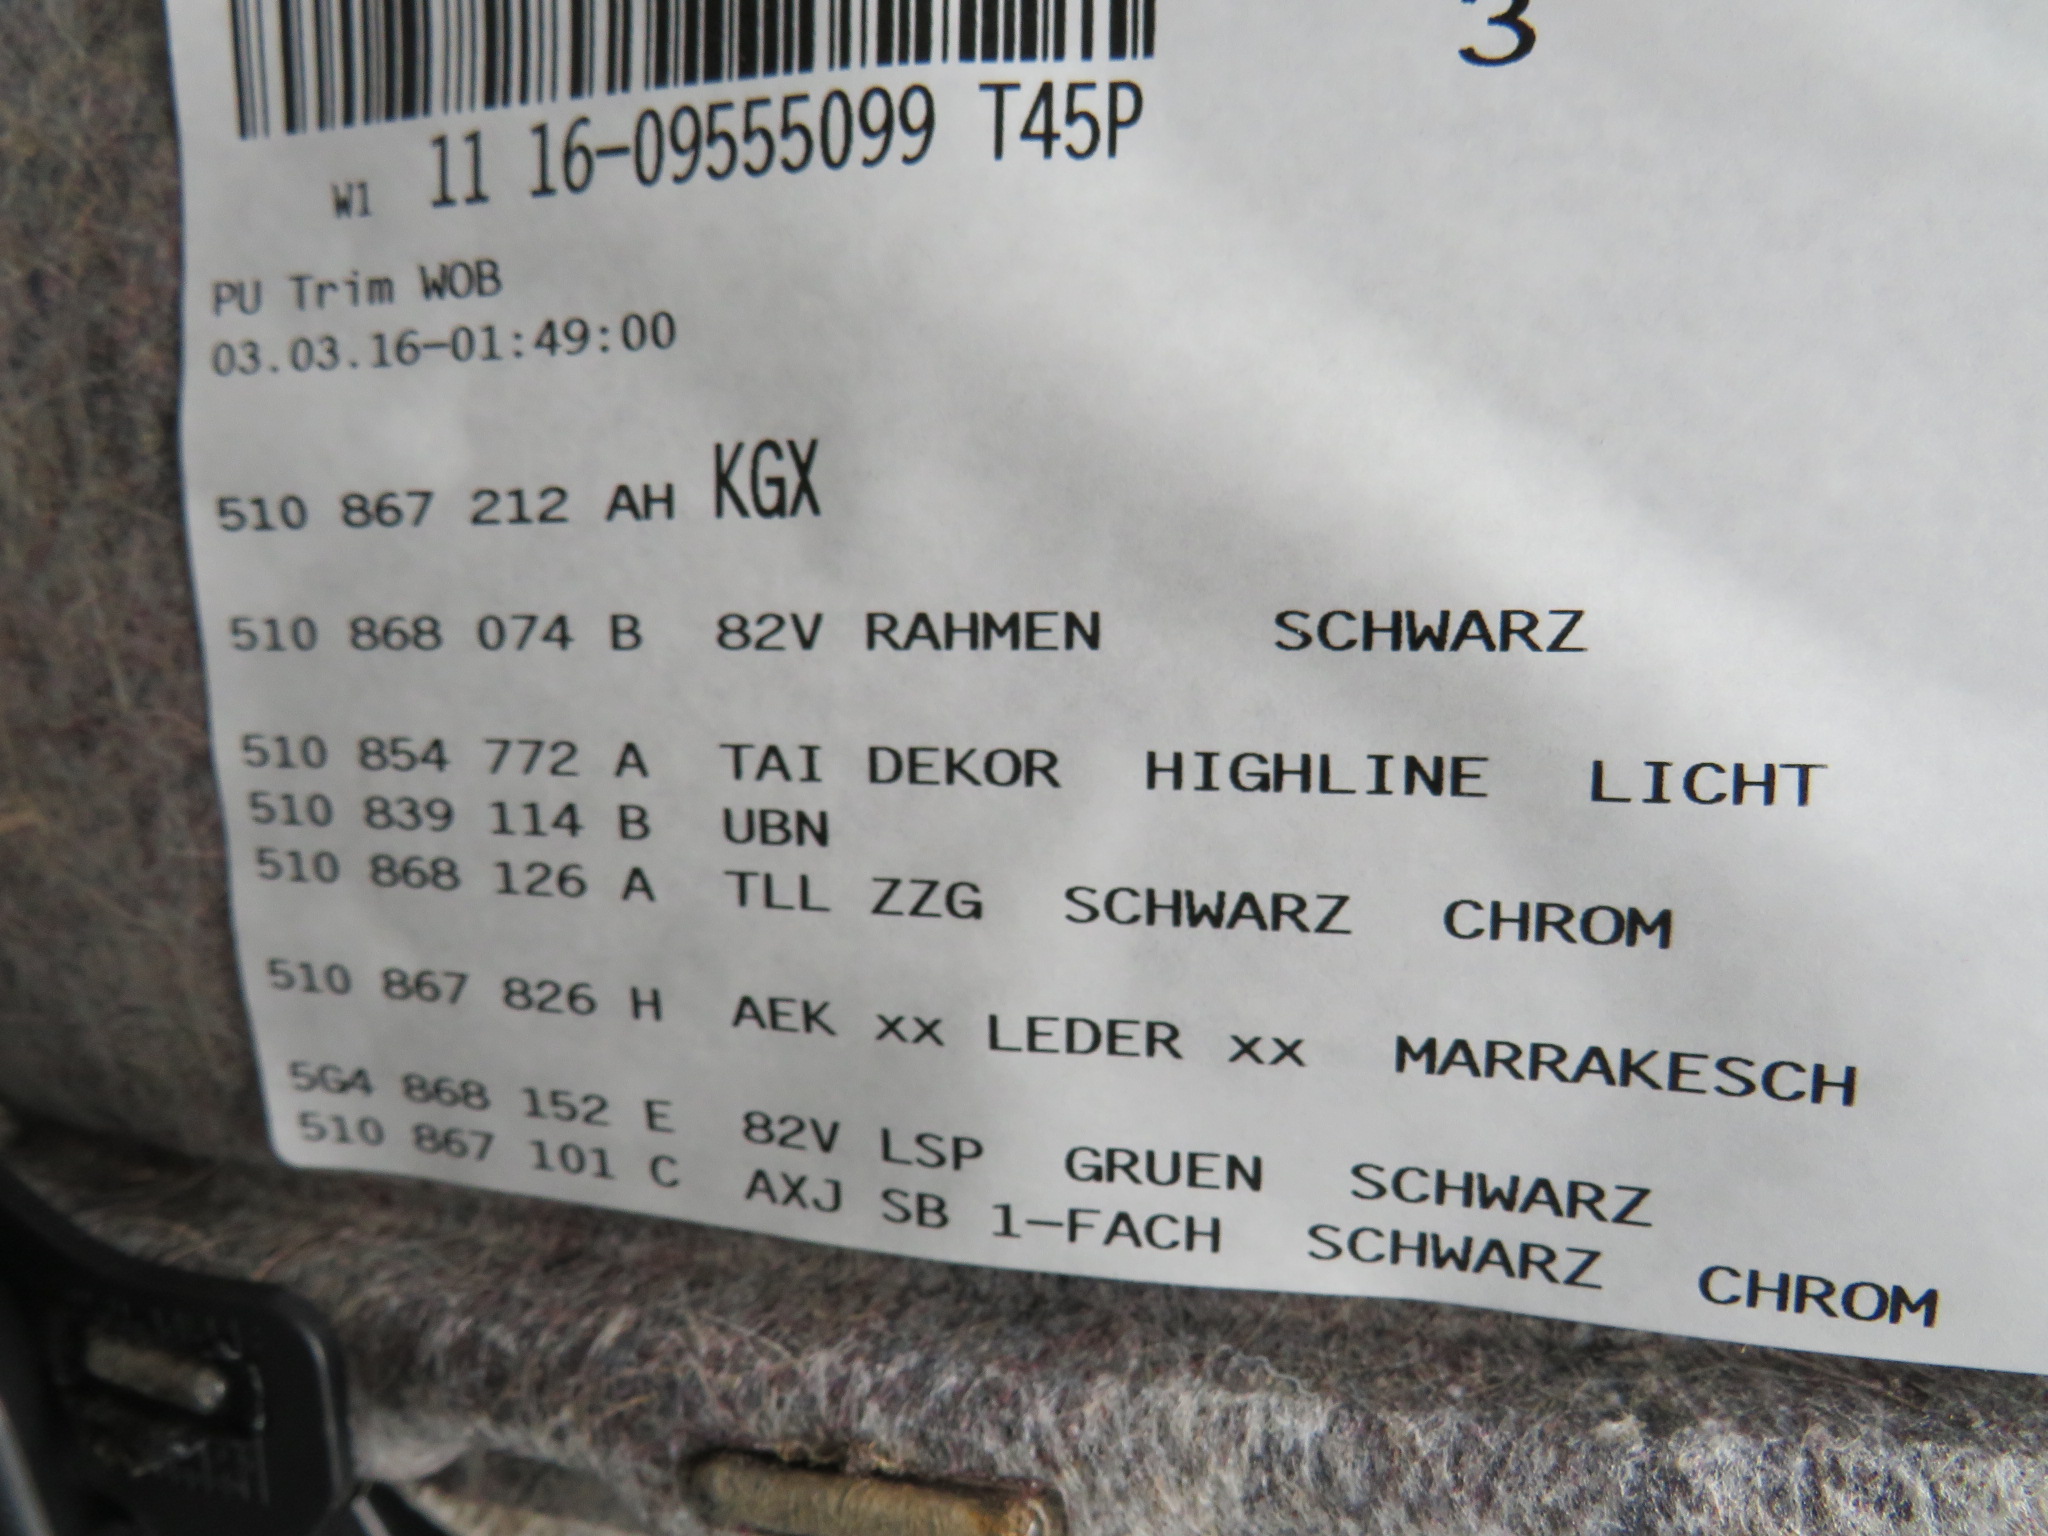 3
W1 11 16-09555099 T45P
PU Trim WOB
03.03.16-01:49:00
510 867 212 AH KGX
510 868 074 B 82V RAHMEN SCHWARZ
510 854 772 A TAI DEKOR HIGHLINE LICHT
510 839 114 B UBN
510 868 126 A TLL ZZG SCHWARZ CHROM
510 867 826 H AEK xx LEDER xx MARRAKESCH
5G4 868 152 E 82V LSP GRUEN SCHWARZ
510 867 101 C AXJ SB 1-FACH SCHWARZ CHROM